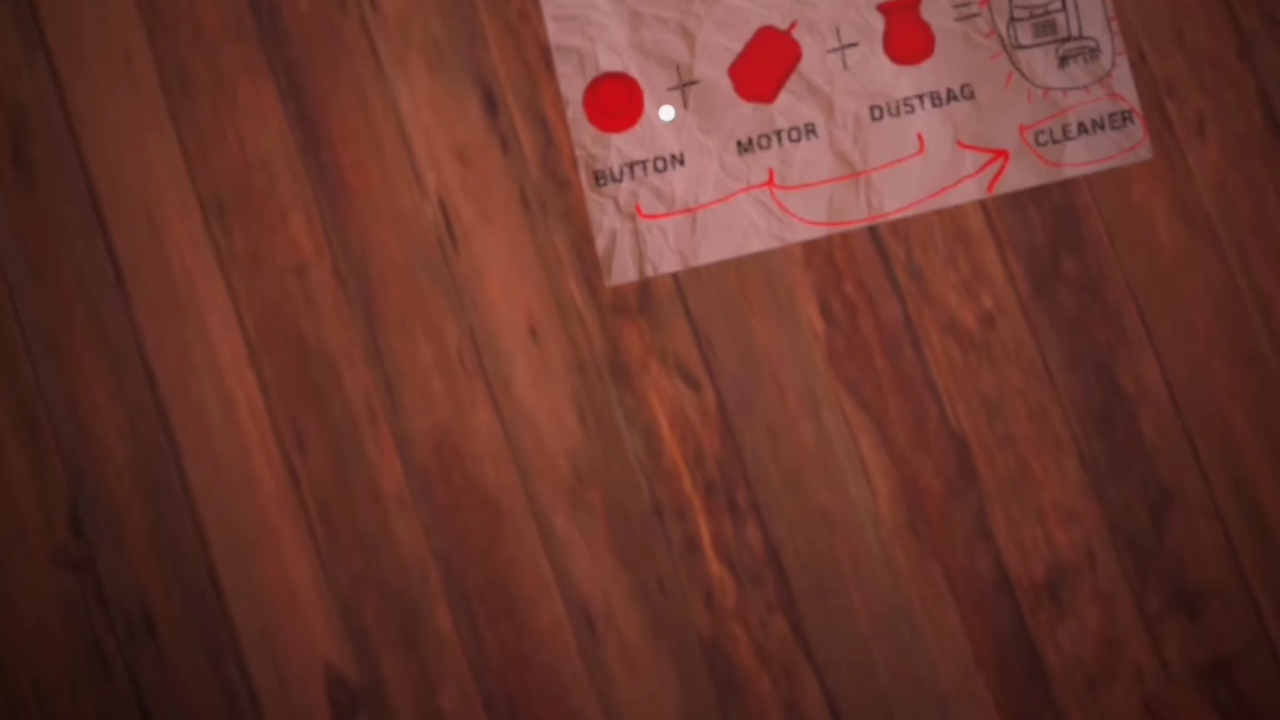 + + =
BUTTON MOTOR DUSTBAG CLEANER